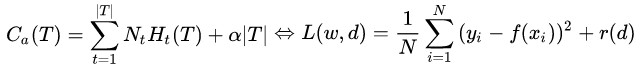 $C_a(T) = \sum_{t=1}^{|T|} N_t H_t(T) + \alpha|T| \Leftrightarrow L(w, d) = \frac{1}{N} \sum_{i=1}^{N} (y_i - f(x_i))^2 + r(d)$